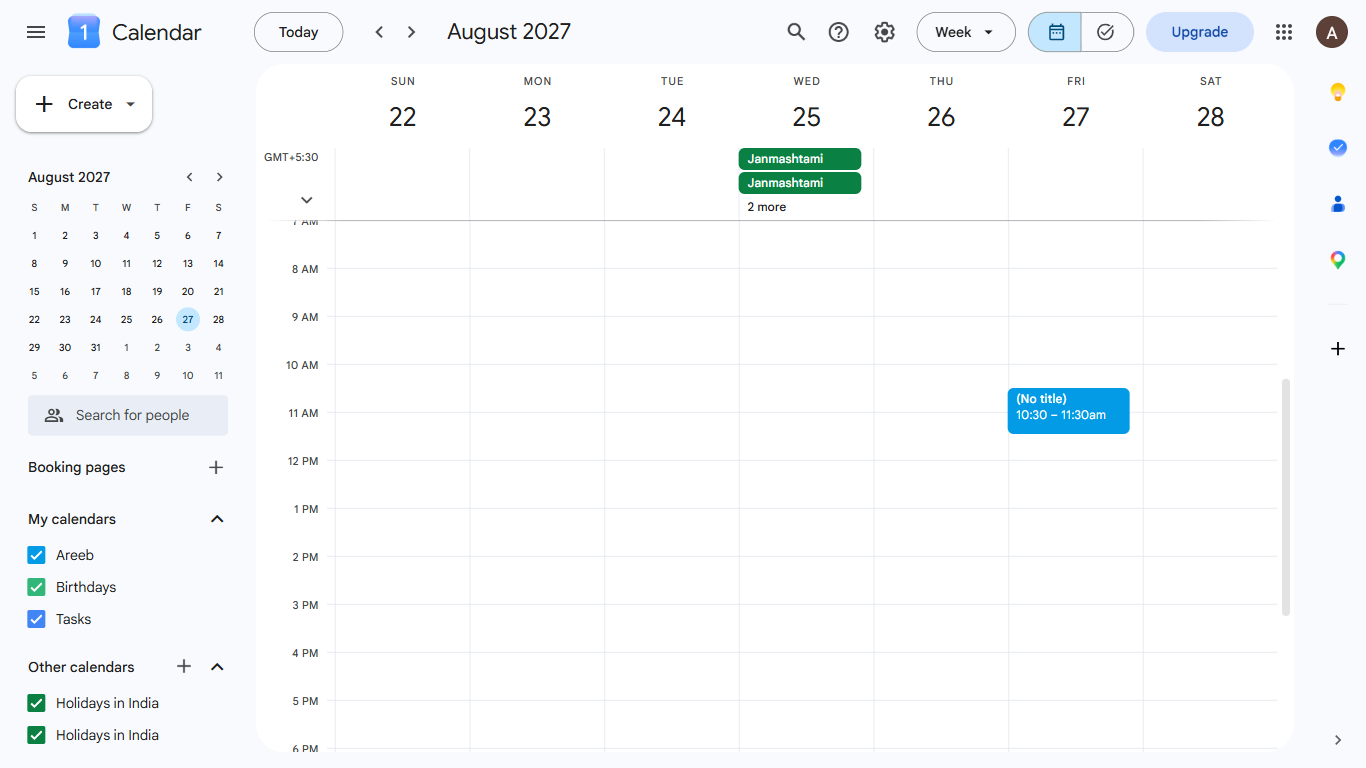 1 Calendar Today August 2027 Week Upgrade A
Create
SUN MON TUE WED THU FRI SAT
22 23 24 25 26 27 28
GMT+5:30
Janmashtami
Janmashtami
2 more
August 2027
S M T W T F S
1 2 3 4 5 6 7
8 9 10 11 12 13 14
15 16 17 18 19 20 21
22 23 24 25 26 27 28
29 30 31 1 2 3 4
5 6 7 8 9 10 11
Search for people
Booking pages
My calendars
Areeb
Birthdays
Tasks
Other calendars
Holidays in India
Holidays in India
7 AM
8 AM
9 AM
10 AM
(No title)
10:30 – 11:30am
11 AM
12 PM
1 PM
2 PM
3 PM
4 PM
5 PM
6 PM